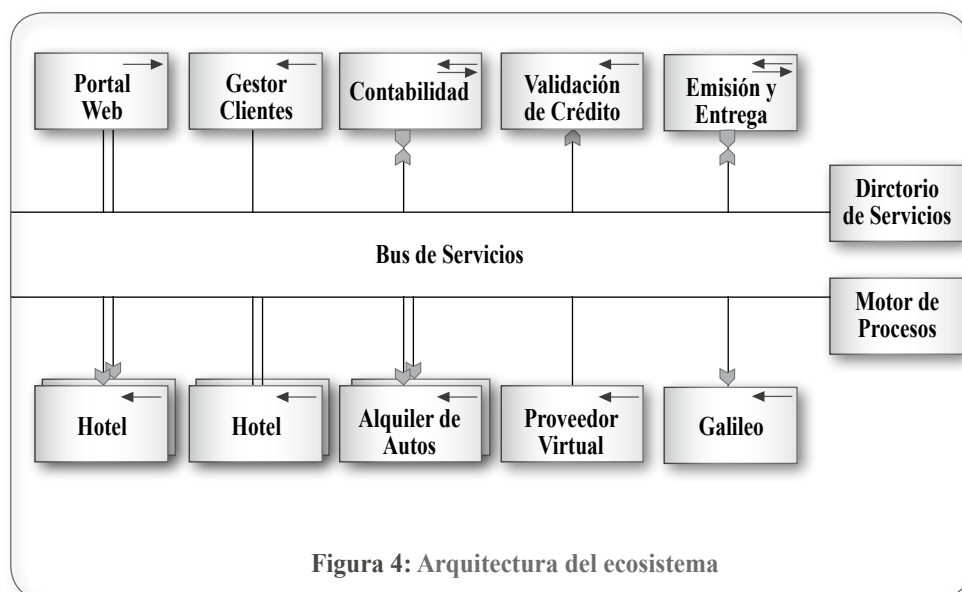 Portal
Web
Gestor
Clientes
Contabilidad
Validación
de Crédito
Emisión y
Entrega
Dirctorio
de Servicios
Bus de Servicios
Motor de
Procesos
Hotel
Hotel
Alquiler de
Autos
Proveedor
Virtual
Galileo
Figura 4: Arquitectura del ecosistema